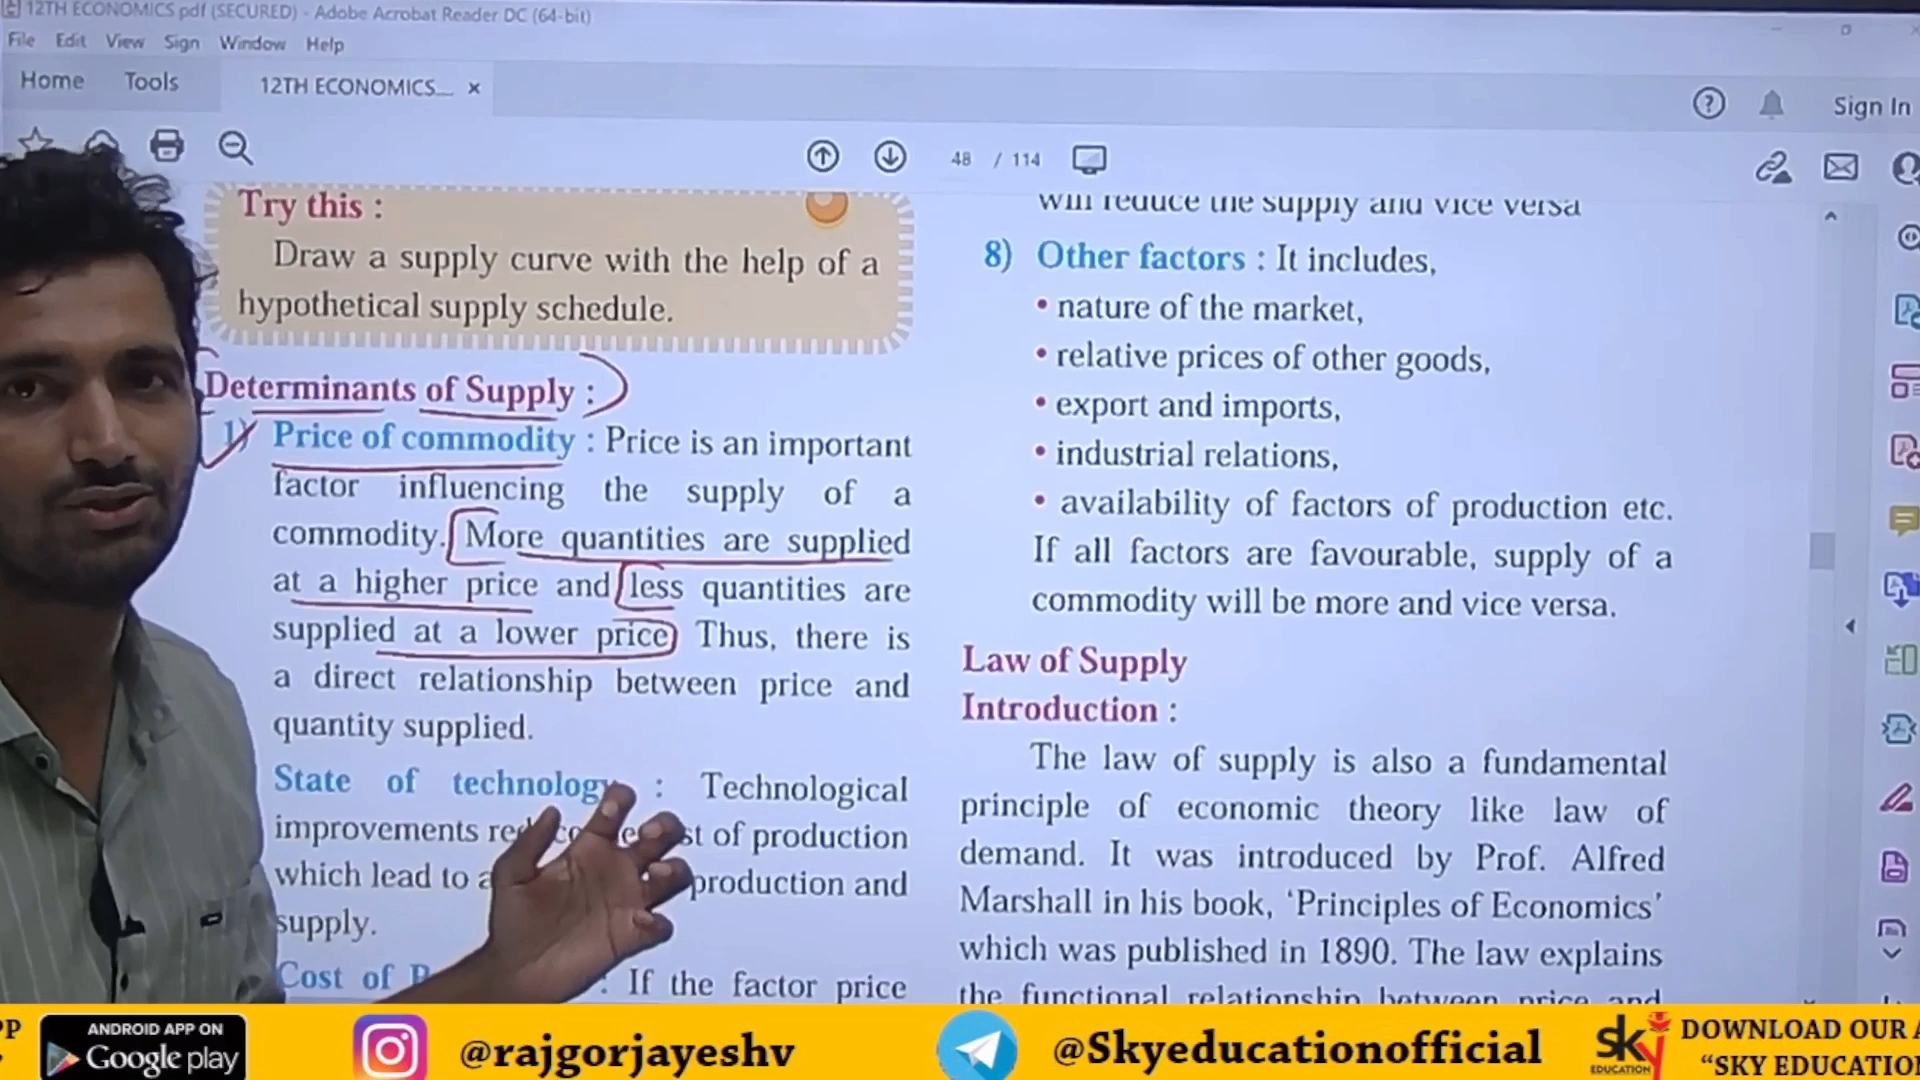 12TH ECONOMICS pdf (SECURED) - Adobe Acrobat Reader DC (64-bit)
File Edit View Sign Window Help
Home Tools 12TH ECONOMICS... ×
Sign In
48 / 114
Try this :
Draw a supply curve with the help of a
hypothetical supply schedule.
Determinants of Supply :
1) Price of commodity : Price is an important
factor influencing the supply of a
commodity. More quantities are supplied
at a higher price and less quantities are
supplied at a lower price Thus, there is
a direct relationship between price and
quantity supplied.
State of technology : Technological
improvements of production
which lead to production and
supply.
Cost of : If the factor price
will reduce the supply and vice versa
8) Other factors : It includes,
• nature of the market,
• relative prices of other goods,
• export and imports,
• industrial relations,
• availability of factors of production etc.
If all factors are favourable, supply of a
commodity will be more and vice versa.
Law of Supply
Introduction :
The law of supply is also a fundamental
principle of economic theory like law of
demand. It was introduced by Prof. Alfred
Marshall in his book, ‘Principles of Economics’
which was published in 1890. The law explains
the functional relationship between price and
ANDROID APP ON
Google play
@rajgorjayeshv
@Skyeducationofficial
sky
EDUCATION
DOWNLOAD OUR
“SKY EDUCATIO